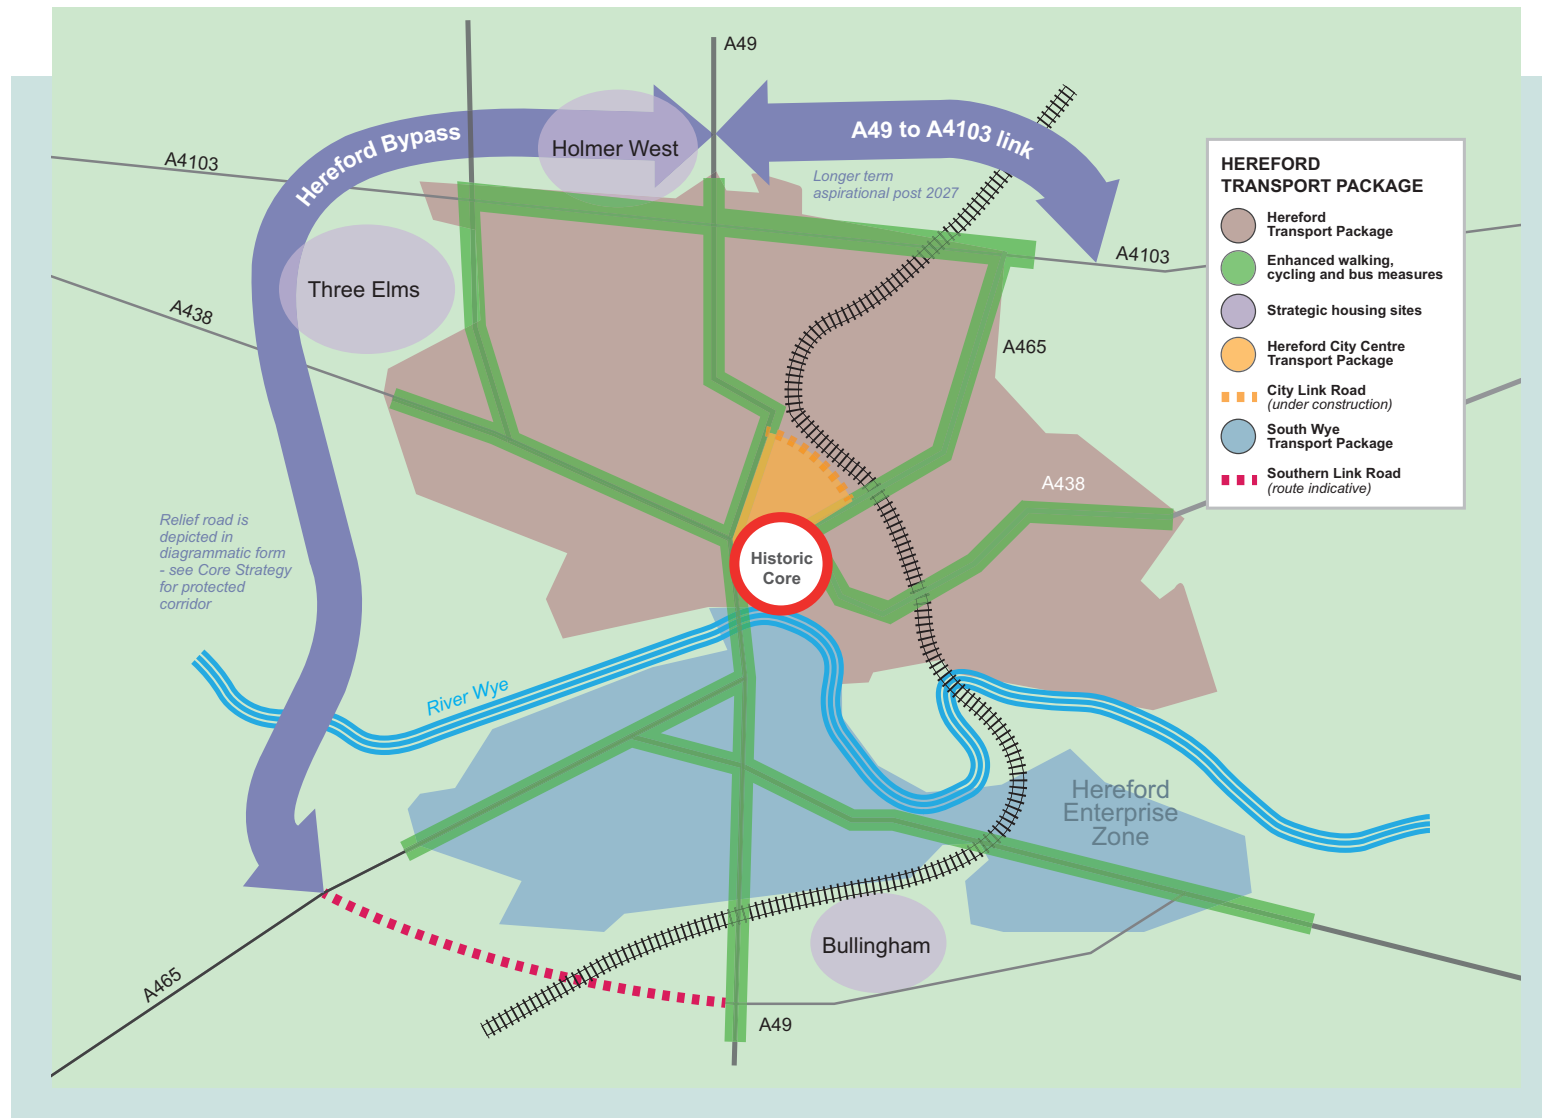 A49
A4103
Hereford Bypass
Holmer West
A49 to A4103 link
Longer term
aspirational post 2027
A4103
Three Elms
A438
A465
A438
Historic
Core
Relief road is
depicted in
diagrammatic form
- see Core Strategy
for protected
corridor
River Wye
Hereford
Enterprise
Zone
Bullingham
A465
A49
HEREFORD
TRANSPORT PACKAGE
Hereford
Transport Package
Enhanced walking,
cycling and bus measures
Strategic housing sites
Hereford City Centre
Transport Package
City Link Road
(under construction)
South Wye
Transport Package
Southern Link Road
(route indicative)